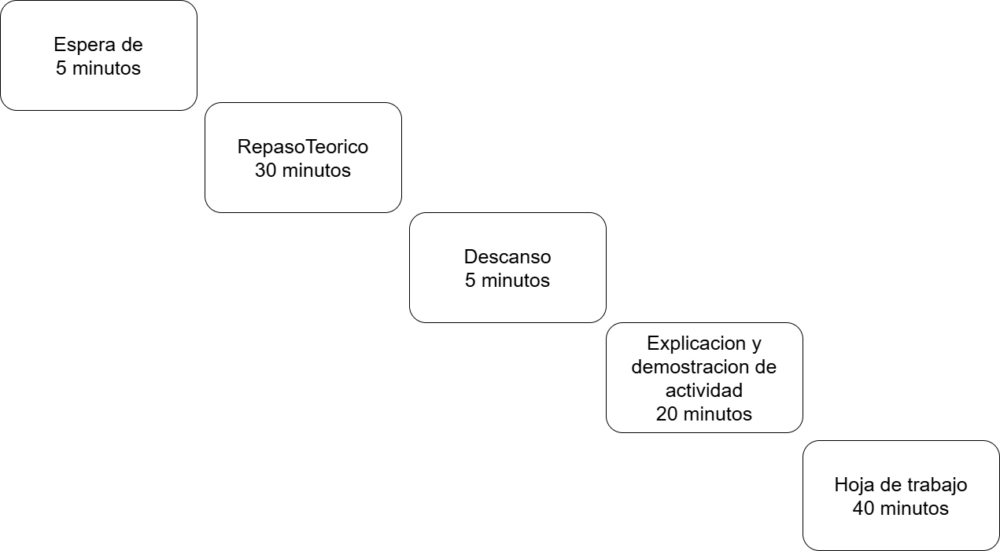 Espera de
5 minutos
RepasoTeorico
30 minutos
Descanso
5 minutos
Explicacion y
demostracion de
actividad
20 minutos
Hoja de trabajo
40 minutos